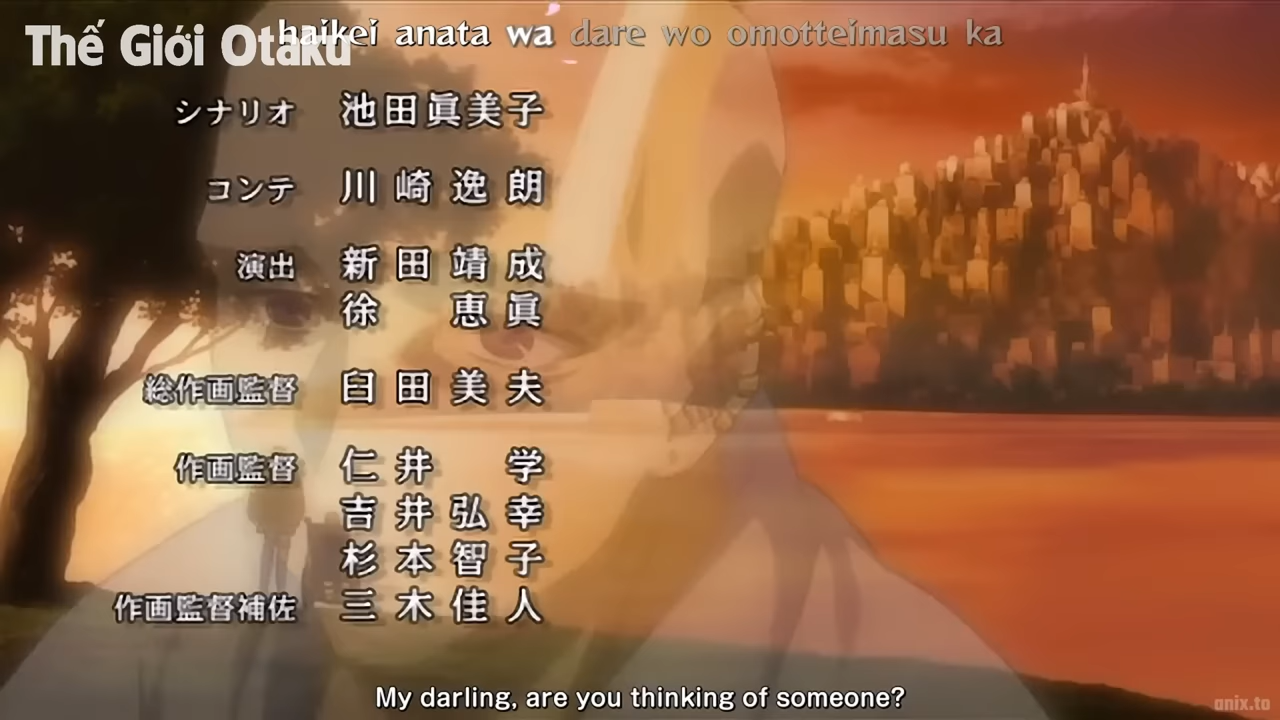 haikei anata wa dare wo omotteimasu ka
Thế Giới Otaku
シナリオ 池田眞美子
コンテ 川崎逸朗
演出 新田靖成
徐 恵眞
総作画監督 臼田美夫
作画監督 仁井 学
吉井弘幸
杉本智子
作画監督補佐 三木佳人
My darling, are you thinking of someone?
anix.to